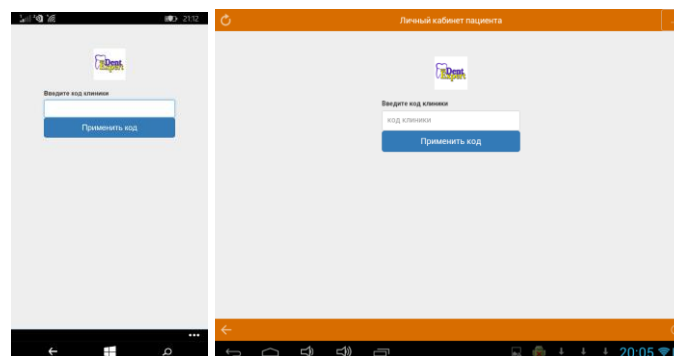 21:12
Dent
Expert
Введите код клиники
Применить код
Личный кабинет пациента
Dent
Expert
Введите код клиники
код клиники
Применить код
20:05